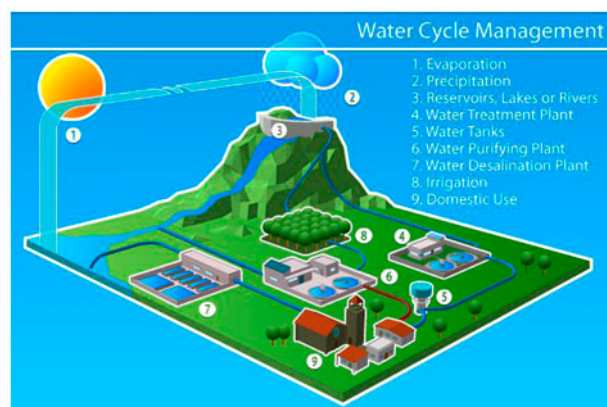 Water Cycle Management
1. Evaporation
2. Precipitation
3. Reservoirs, Lakes or Rivers
4. Water Treatment Plant
5. Water Tanks
6. Water Purifying Plant
7. Water Desalination Plant
8. Irrigation
9. Domestic Use
1
2
3
4
8
6
5
7
9